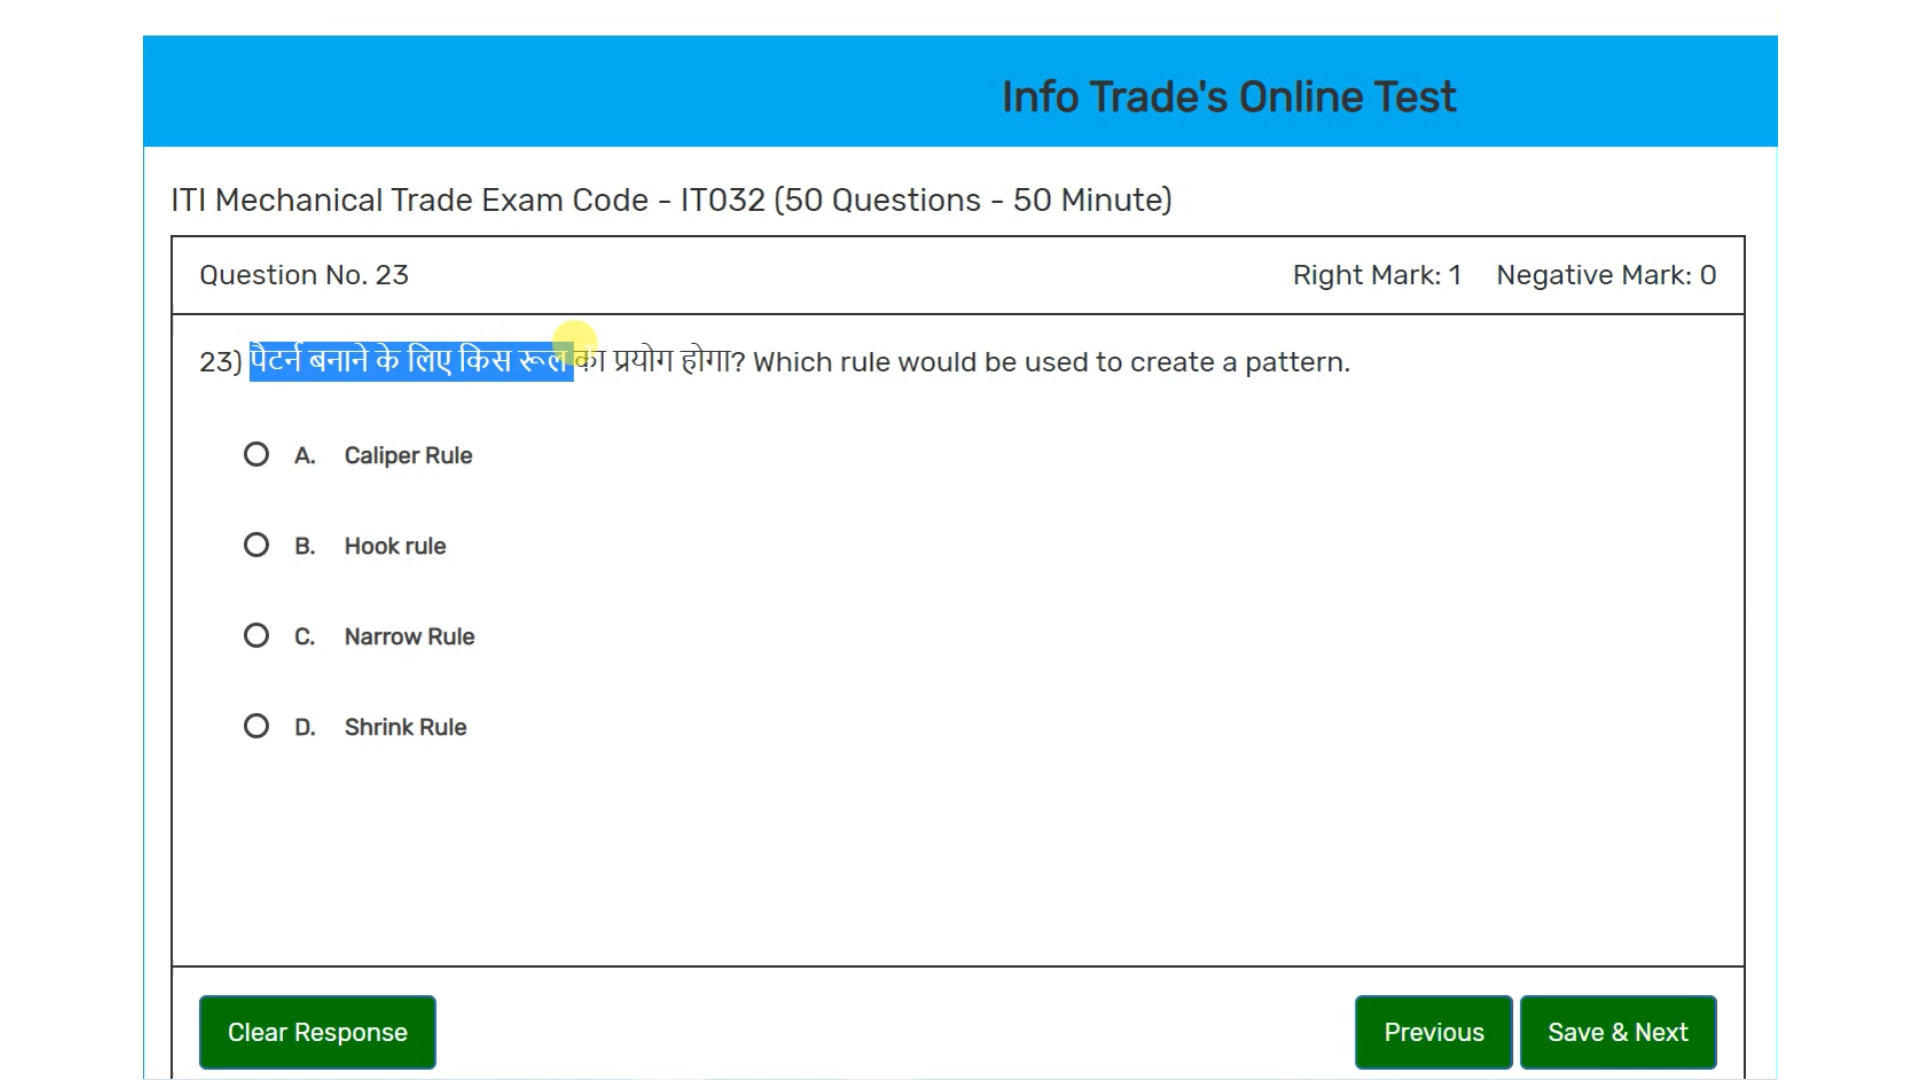 Info Trade's Online Test
ITI Mechanical Trade Exam Code - IT032 (50 Questions - 50 Minute)
Question No. 23
Right Mark: 1 Negative Mark: 0
23) पैटर्न बनाने के लिए किस रूल का प्रयोग होगा? Which rule would be used to create a pattern.
A. Caliper Rule
B. Hook rule
C. Narrow Rule
D. Shrink Rule
Clear Response
Previous
Save & Next